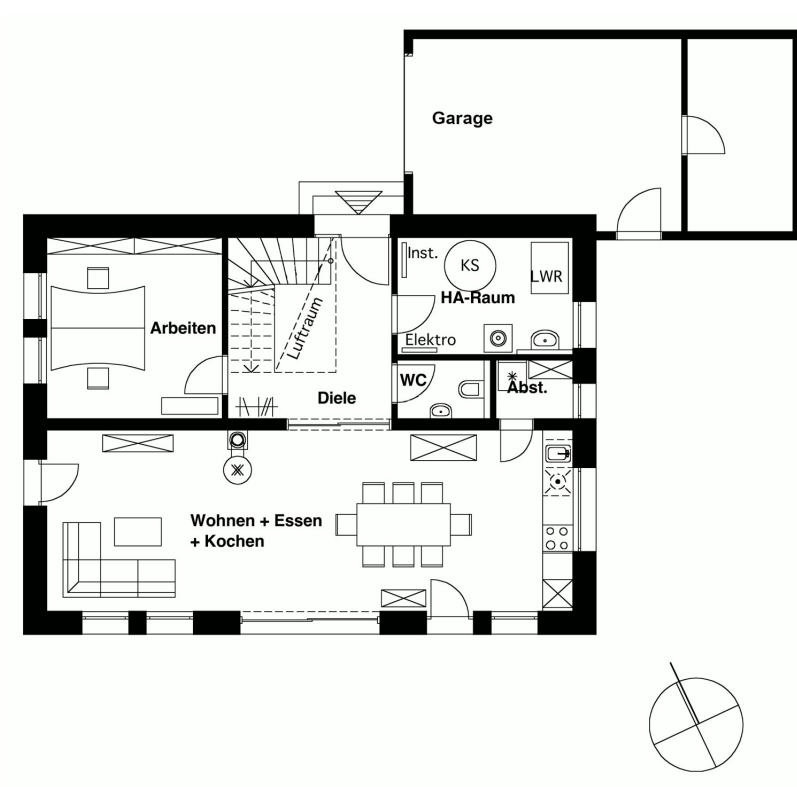 Garage
Inst.
KS
LWR
HA-Raum
Luftraum
Arbeiten
Elektro
WC
Abst.
Diele
Wohnen + Essen
+ Kochen